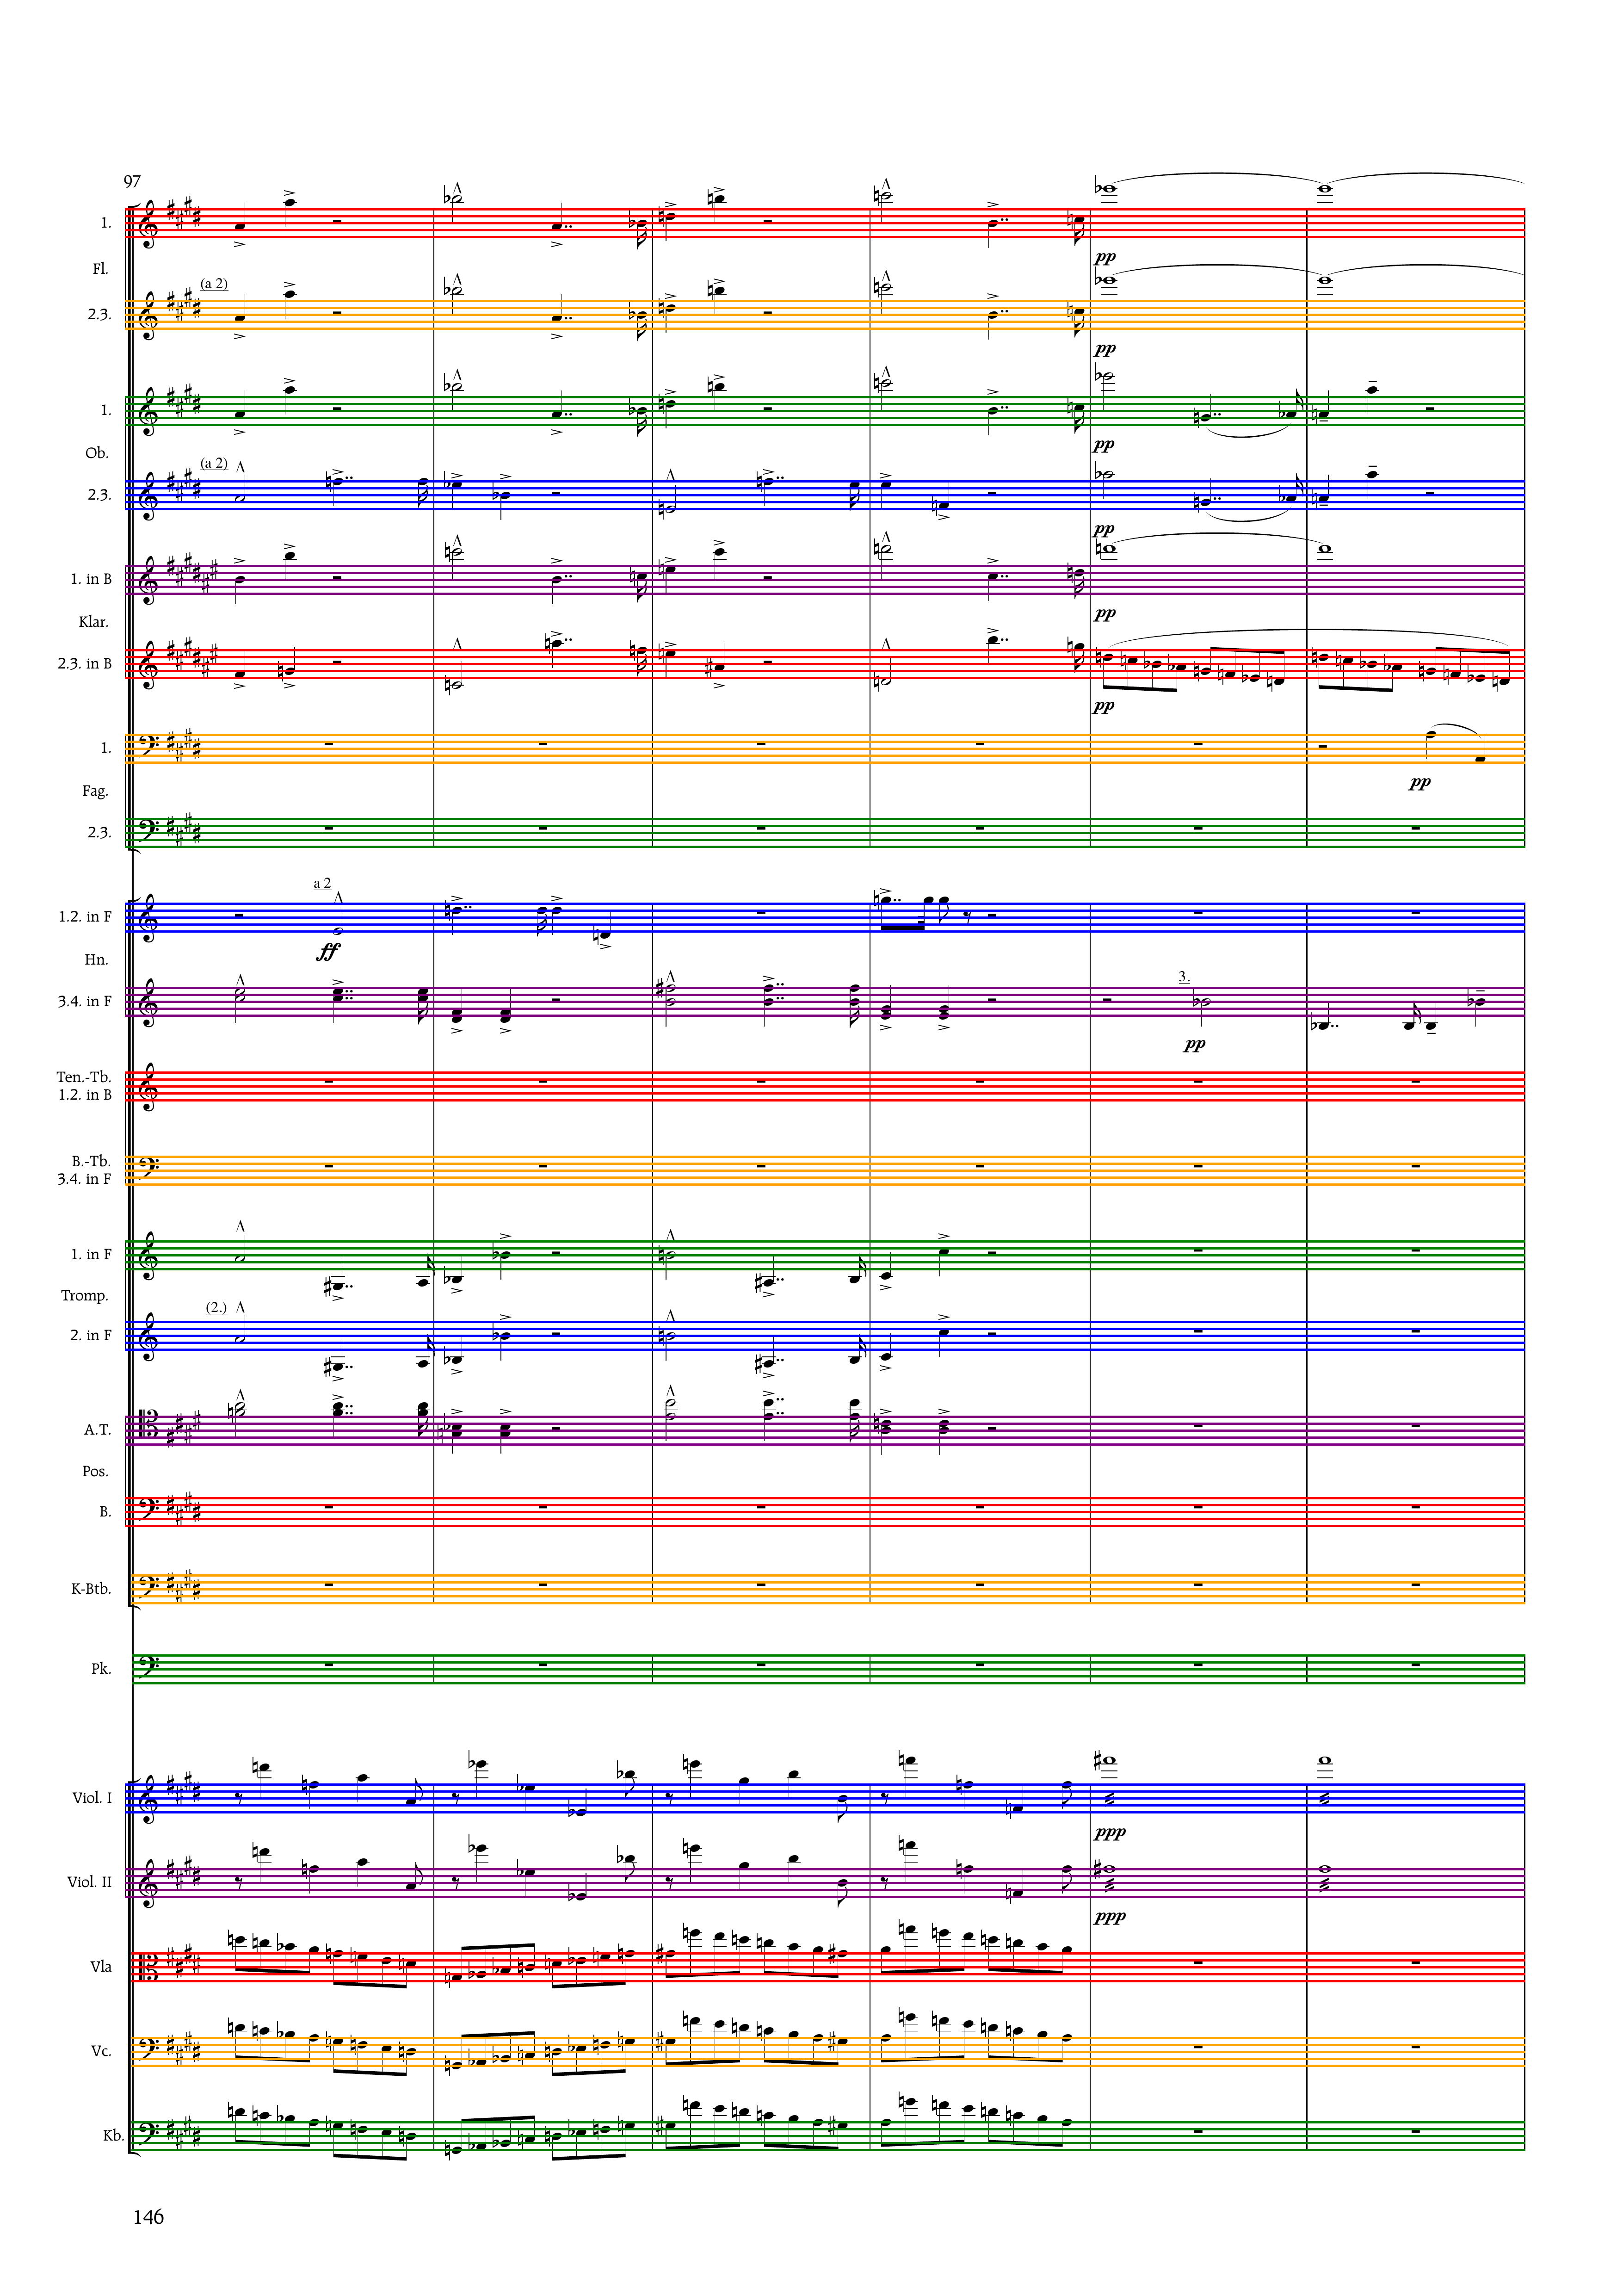 97
1.
Fl.
(a 2)
2.3.
pp
pp
1.
Ob.
pp
(a 2)
2.3.
pp
1. in B
Klar.
pp
2.3. in B
pp
1.
Fag.
pp
2.3.
a 2
1.2. in F
Hn.
ff
3.
3.4. in F
pp
Ten.-Tb.
1.2. in B
B.-Tb.
3.4. in F
1. in F
Tromp.
(2.)
2. in F
A.T.
Pos.
B.
K-Btb.
Pk.
Viol. I
ppp
Viol. II
ppp
Vla
Vc.
Kb.
146